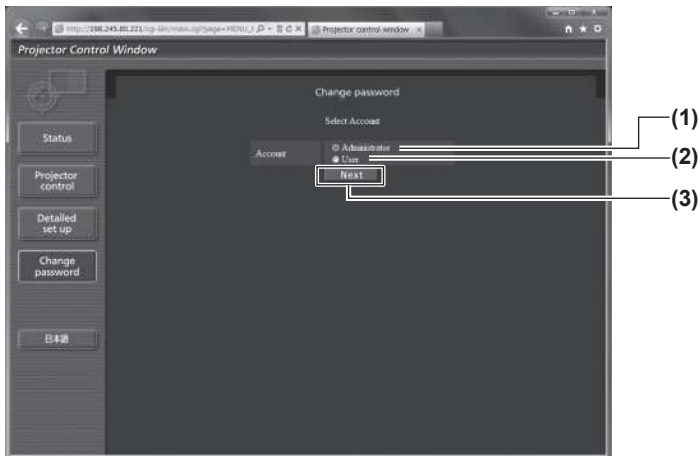 Projector control window
Projector Control Window
Change password
Select Account
Account
Administrator
User
Next
Status
Projector
control
Detailed
set up
Change
password
日本語
(1)
(2)
(3)